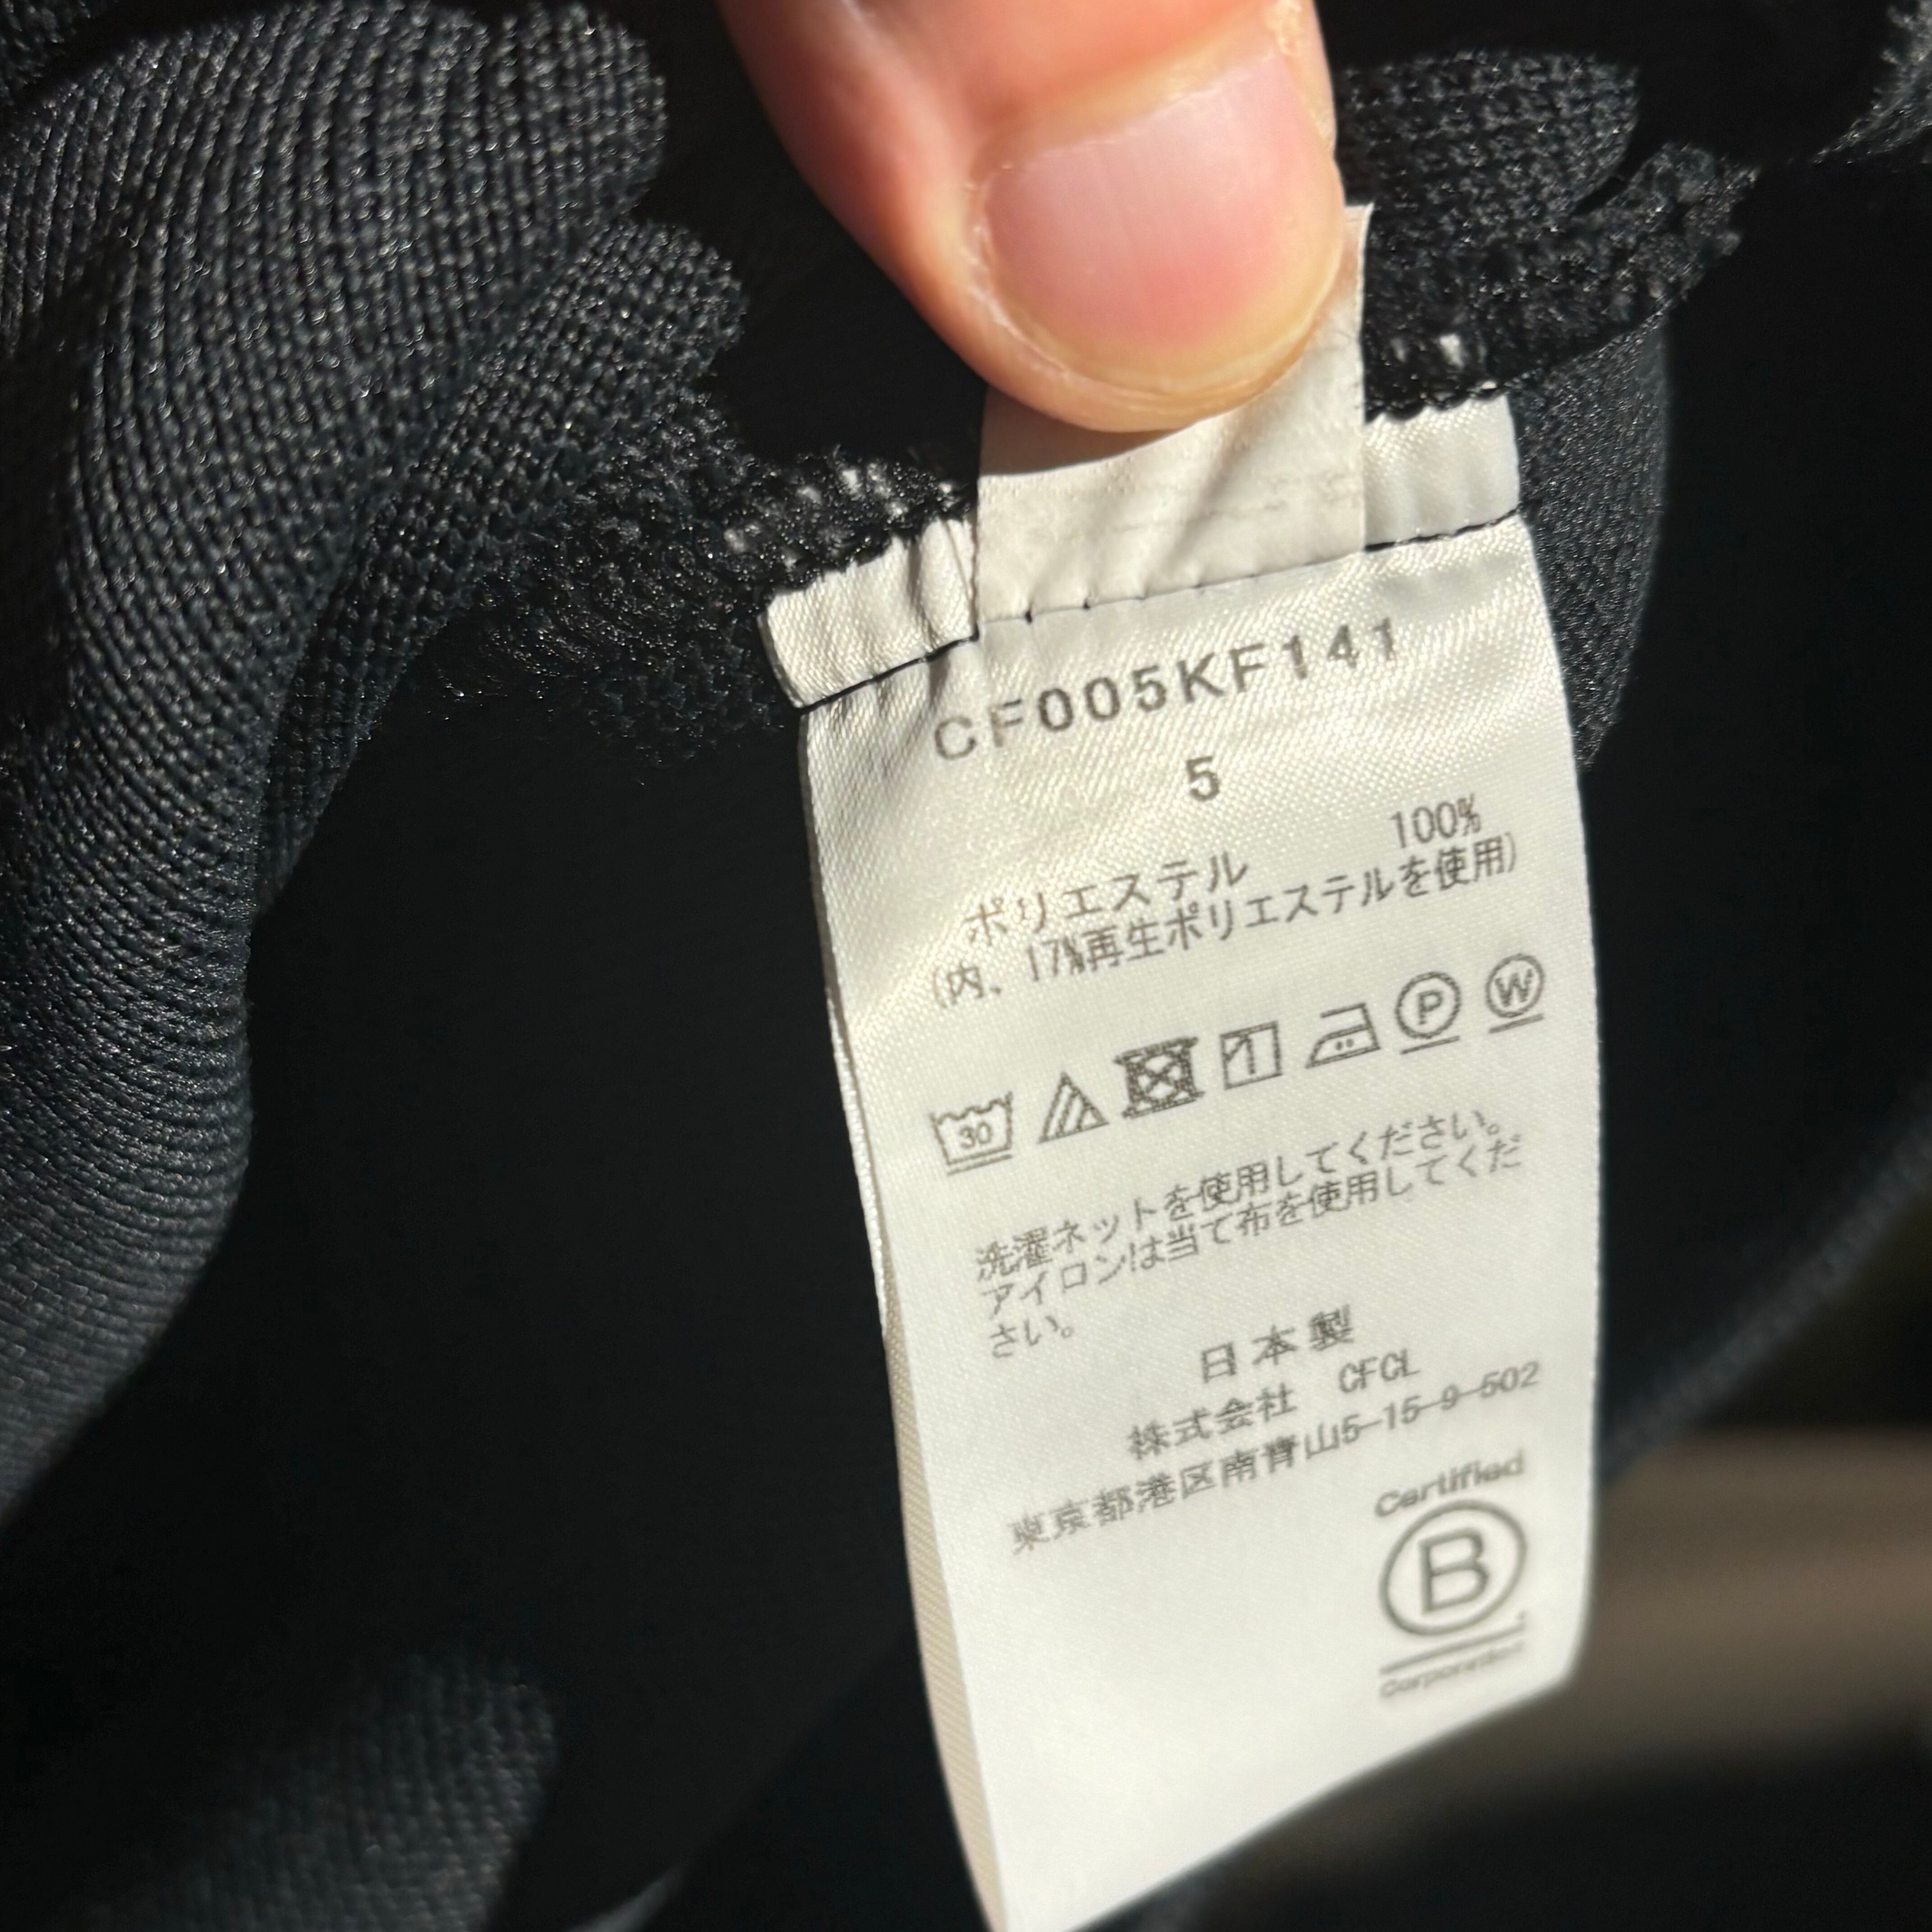 CF005KF141
5
ポリエステル 100%
(内、17%再生ポリエステルを使用)
30 P W
洗濯ネットを使用してください。
アイロンは当て布を使用してくだ
さい。
日本製
株式会社 CFCL
東京都港区南青山5-15-9-502
Certified
B
Corporation